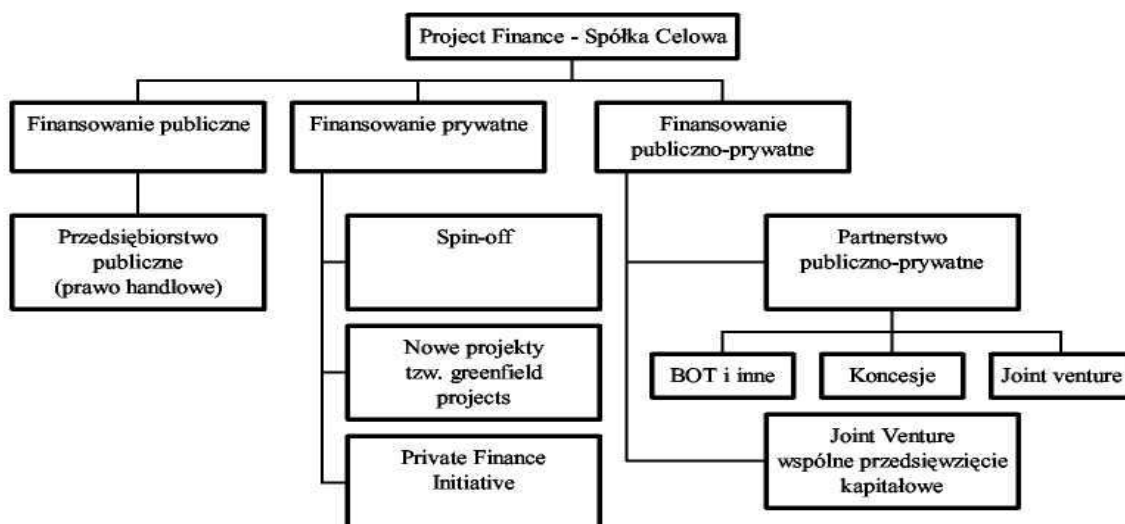 Project Finance - Spółka Celowa
Finansowanie publiczne
Finansowanie prywatne
Finansowanie
publiczno-prywatne
Przedsiębiorstwo
publiczne
(prawo handlowe)
Spin-off
Partnerstwo
publiczno-prywatne
Nowe projekty
tzw. greenfield
projects
BOT i inne
Koncesje
Joint venture
Private Finance
Initiative
Joint Venture
wspólne przedsięwzięcie
kapitałowe